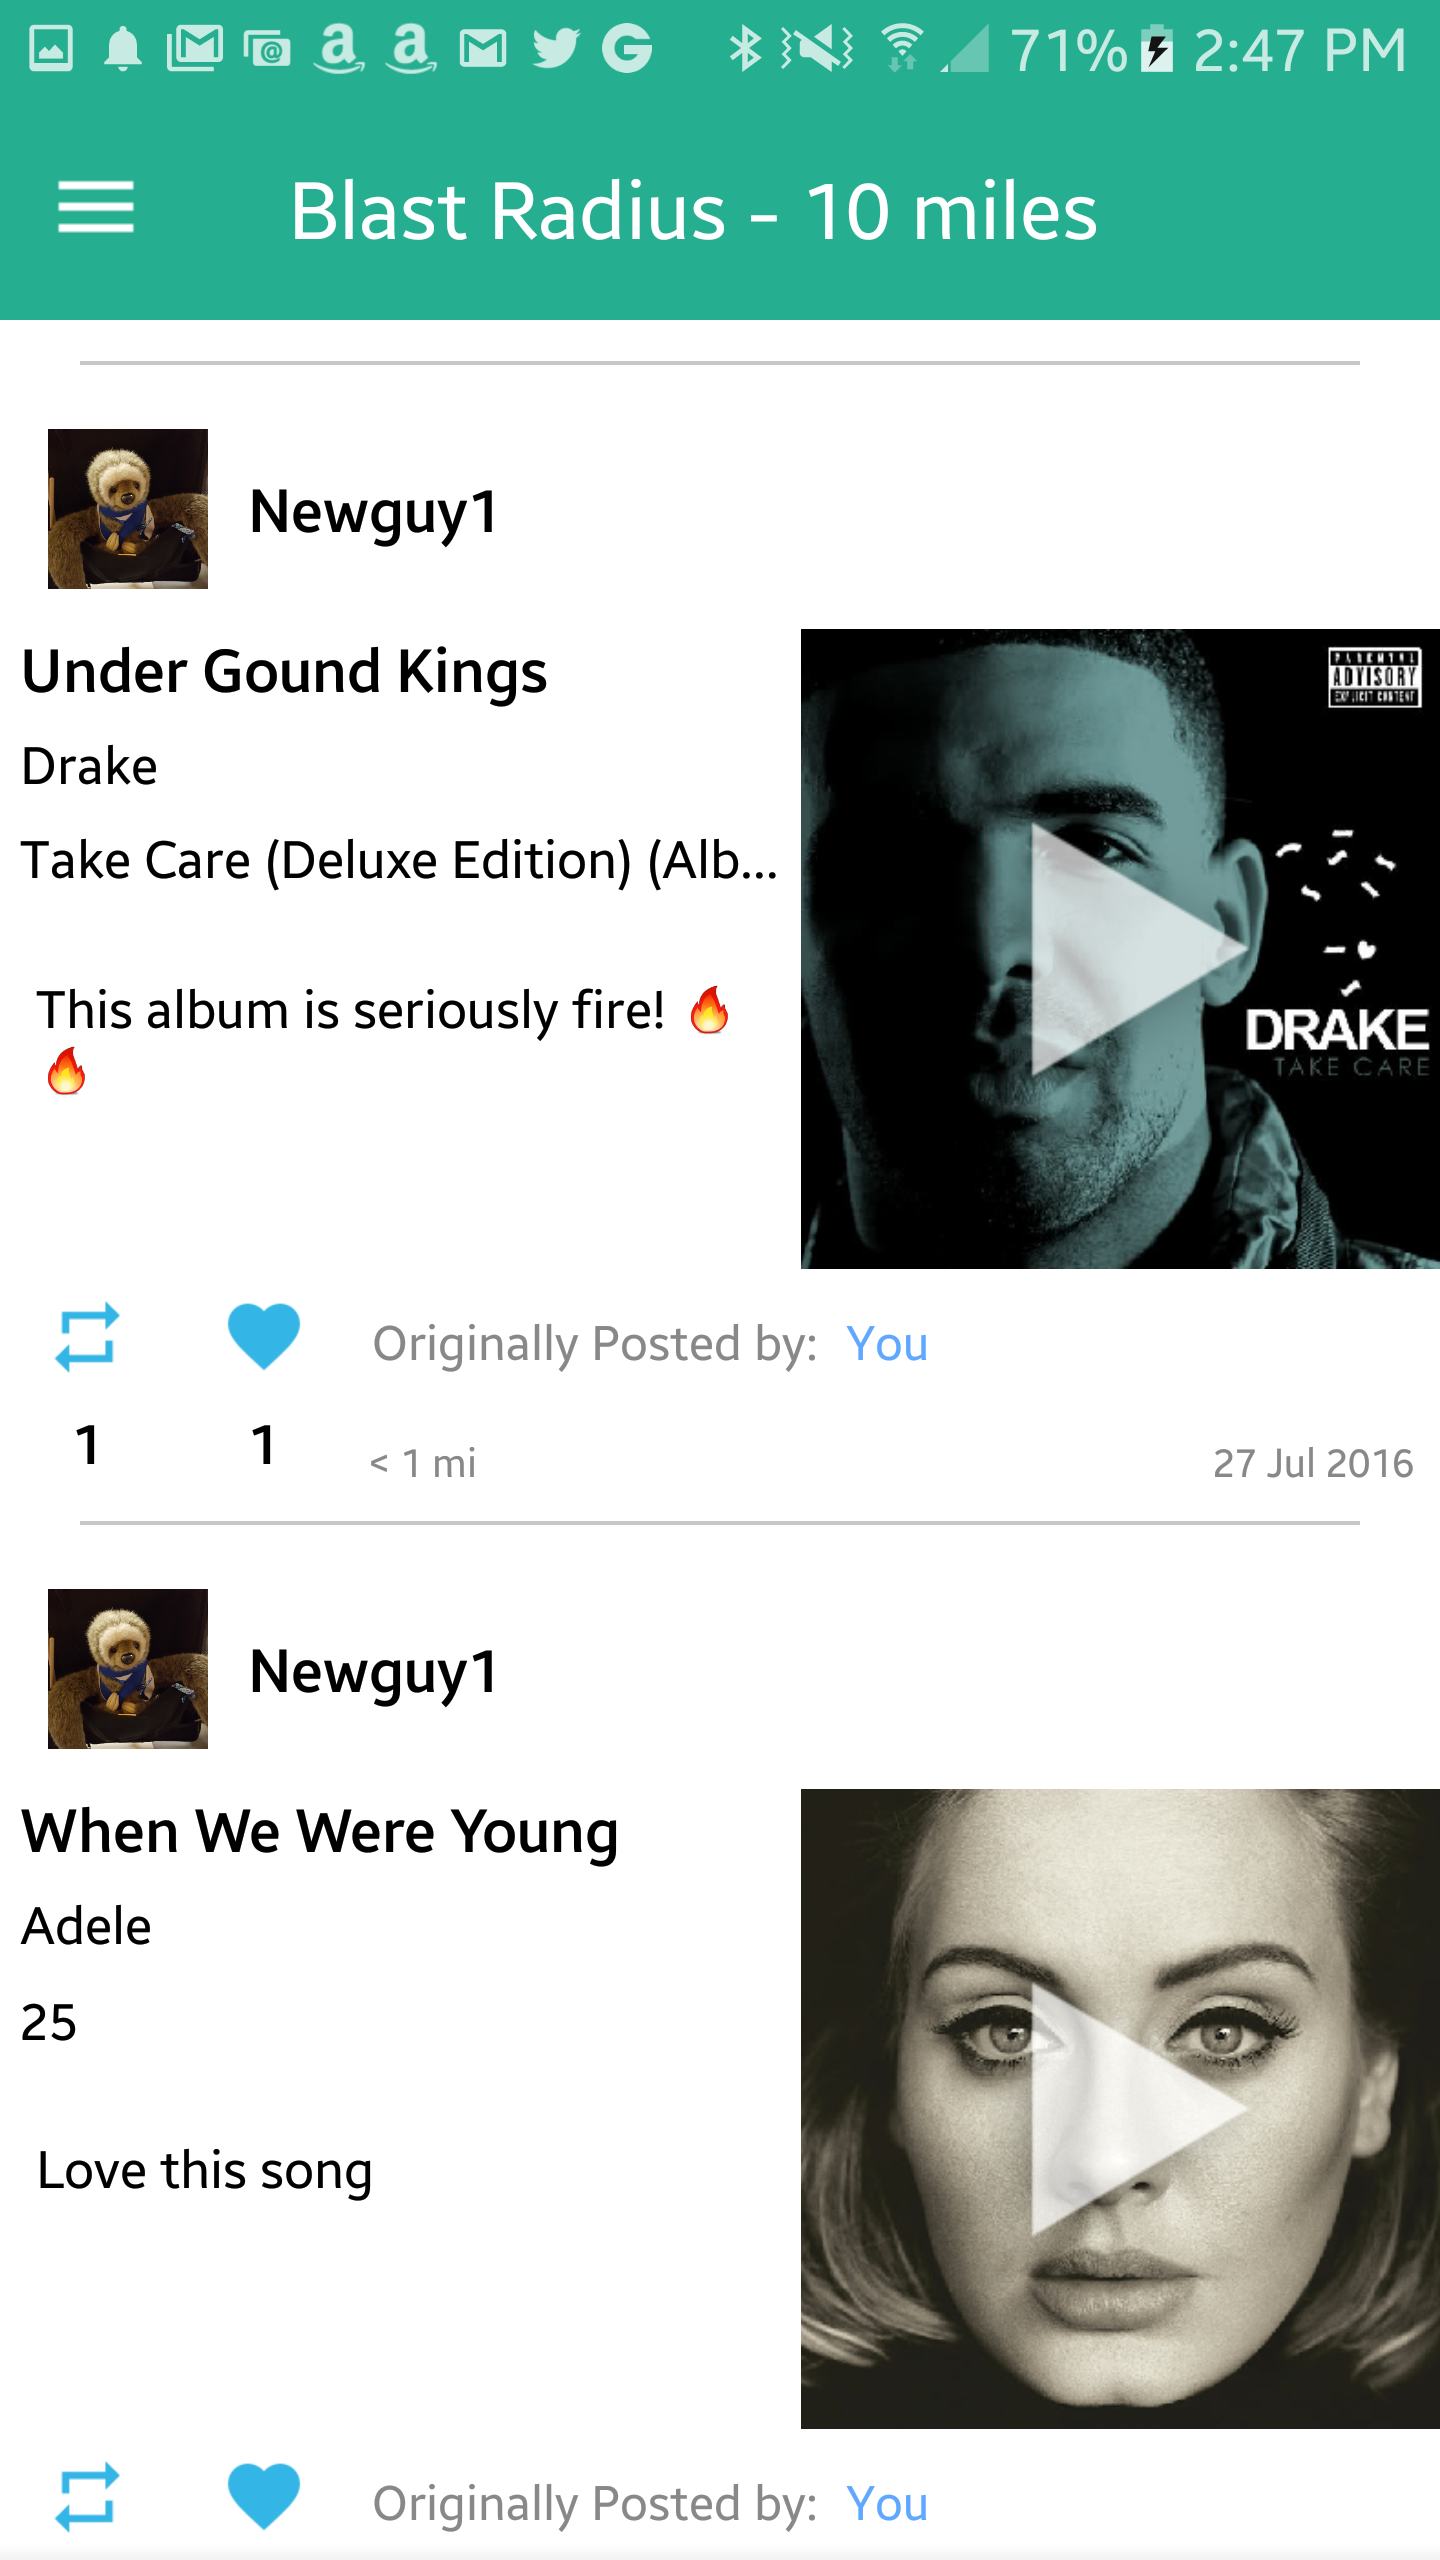 71% 2:47 PM
Blast Radius - 10 miles
Newguy1
Under Gound Kings
Drake
Take Care (Deluxe Edition) (Alb...
This album is seriously fire! 🔥
🔥
PARENTAL
ADVISORY
EXPLICIT CONTENT
DRAKE
TAKE CARE
Originally Posted by: You
1 1 < 1 mi 27 Jul 2016
Newguy1
When We Were Young
Adele
25
Love this song
Originally Posted by: You